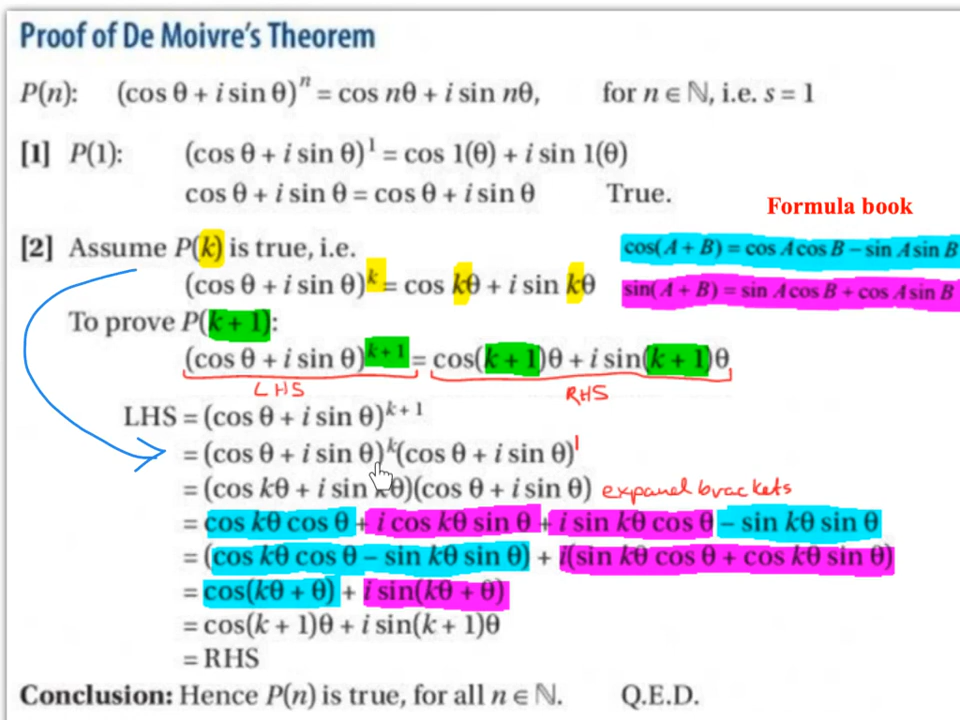 Proof of De Moivre's Theorem
P(n): (cos θ + i sin θ)ⁿ = cos nθ + i sin nθ, for n ∈ ℕ, i.e. s = 1
[1] P(1): (cos θ + i sin θ)¹ = cos 1(θ) + i sin 1(θ)
cos θ + i sin θ = cos θ + i sin θ True.
Formula book
[2] Assume P(k) is true, i.e.
cos(A + B) = cos A cos B – sin A sin B
(cos θ + i sin θ)ᵏ = cos kθ + i sin kθ
sin(A + B) = sin A cos B + cos A sin B
To prove P(k + 1):
(cos θ + i sin θ)ᵏ⁺¹ = cos(k + 1)θ + i sin(k + 1)θ
LHS RHS
LHS = (cos θ + i sin θ)ᵏ⁺¹
= (cos θ + i sin θ)ᵏ(cos θ + i sin θ)¹
= (cos kθ + i sin kθ)(cos θ + i sin θ) expand brackets
= cos kθ cos θ + i cos kθ sin θ + i sin kθ cos θ – sin kθ sin θ
= (cos kθ cos θ – sin kθ sin θ) + i(sin kθ cos θ + cos kθ sin θ)
= cos(kθ + θ) + i sin(kθ + θ)
= cos(k + 1)θ + i sin(k + 1)θ
= RHS
Conclusion: Hence P(n) is true, for all n ∈ ℕ. Q.E.D.